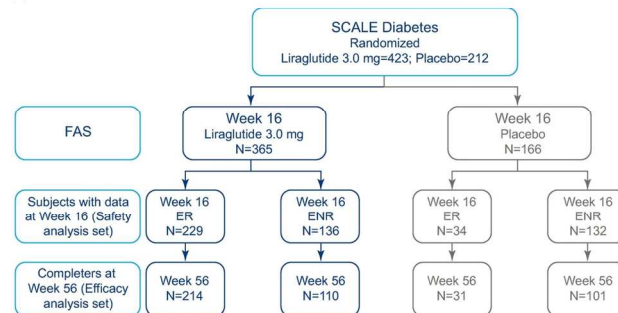 SCALE Diabetes
Randomized
Liraglutide 3.0 mg=423; Placebo=212
FAS
Week 16
Liraglutide 3.0 mg
N=365
Week 16
Placebo
N=166
Subjects with data
at Week 16 (Safety
analysis set)
Week 16
ER
N=229
Week 16
ENR
N=136
Week 16
ER
N=34
Week 16
ENR
N=132
Completers at
Week 56 (Efficacy
analysis set)
Week 56
N=214
Week 56
N=110
Week 56
N=31
Week 56
N=101